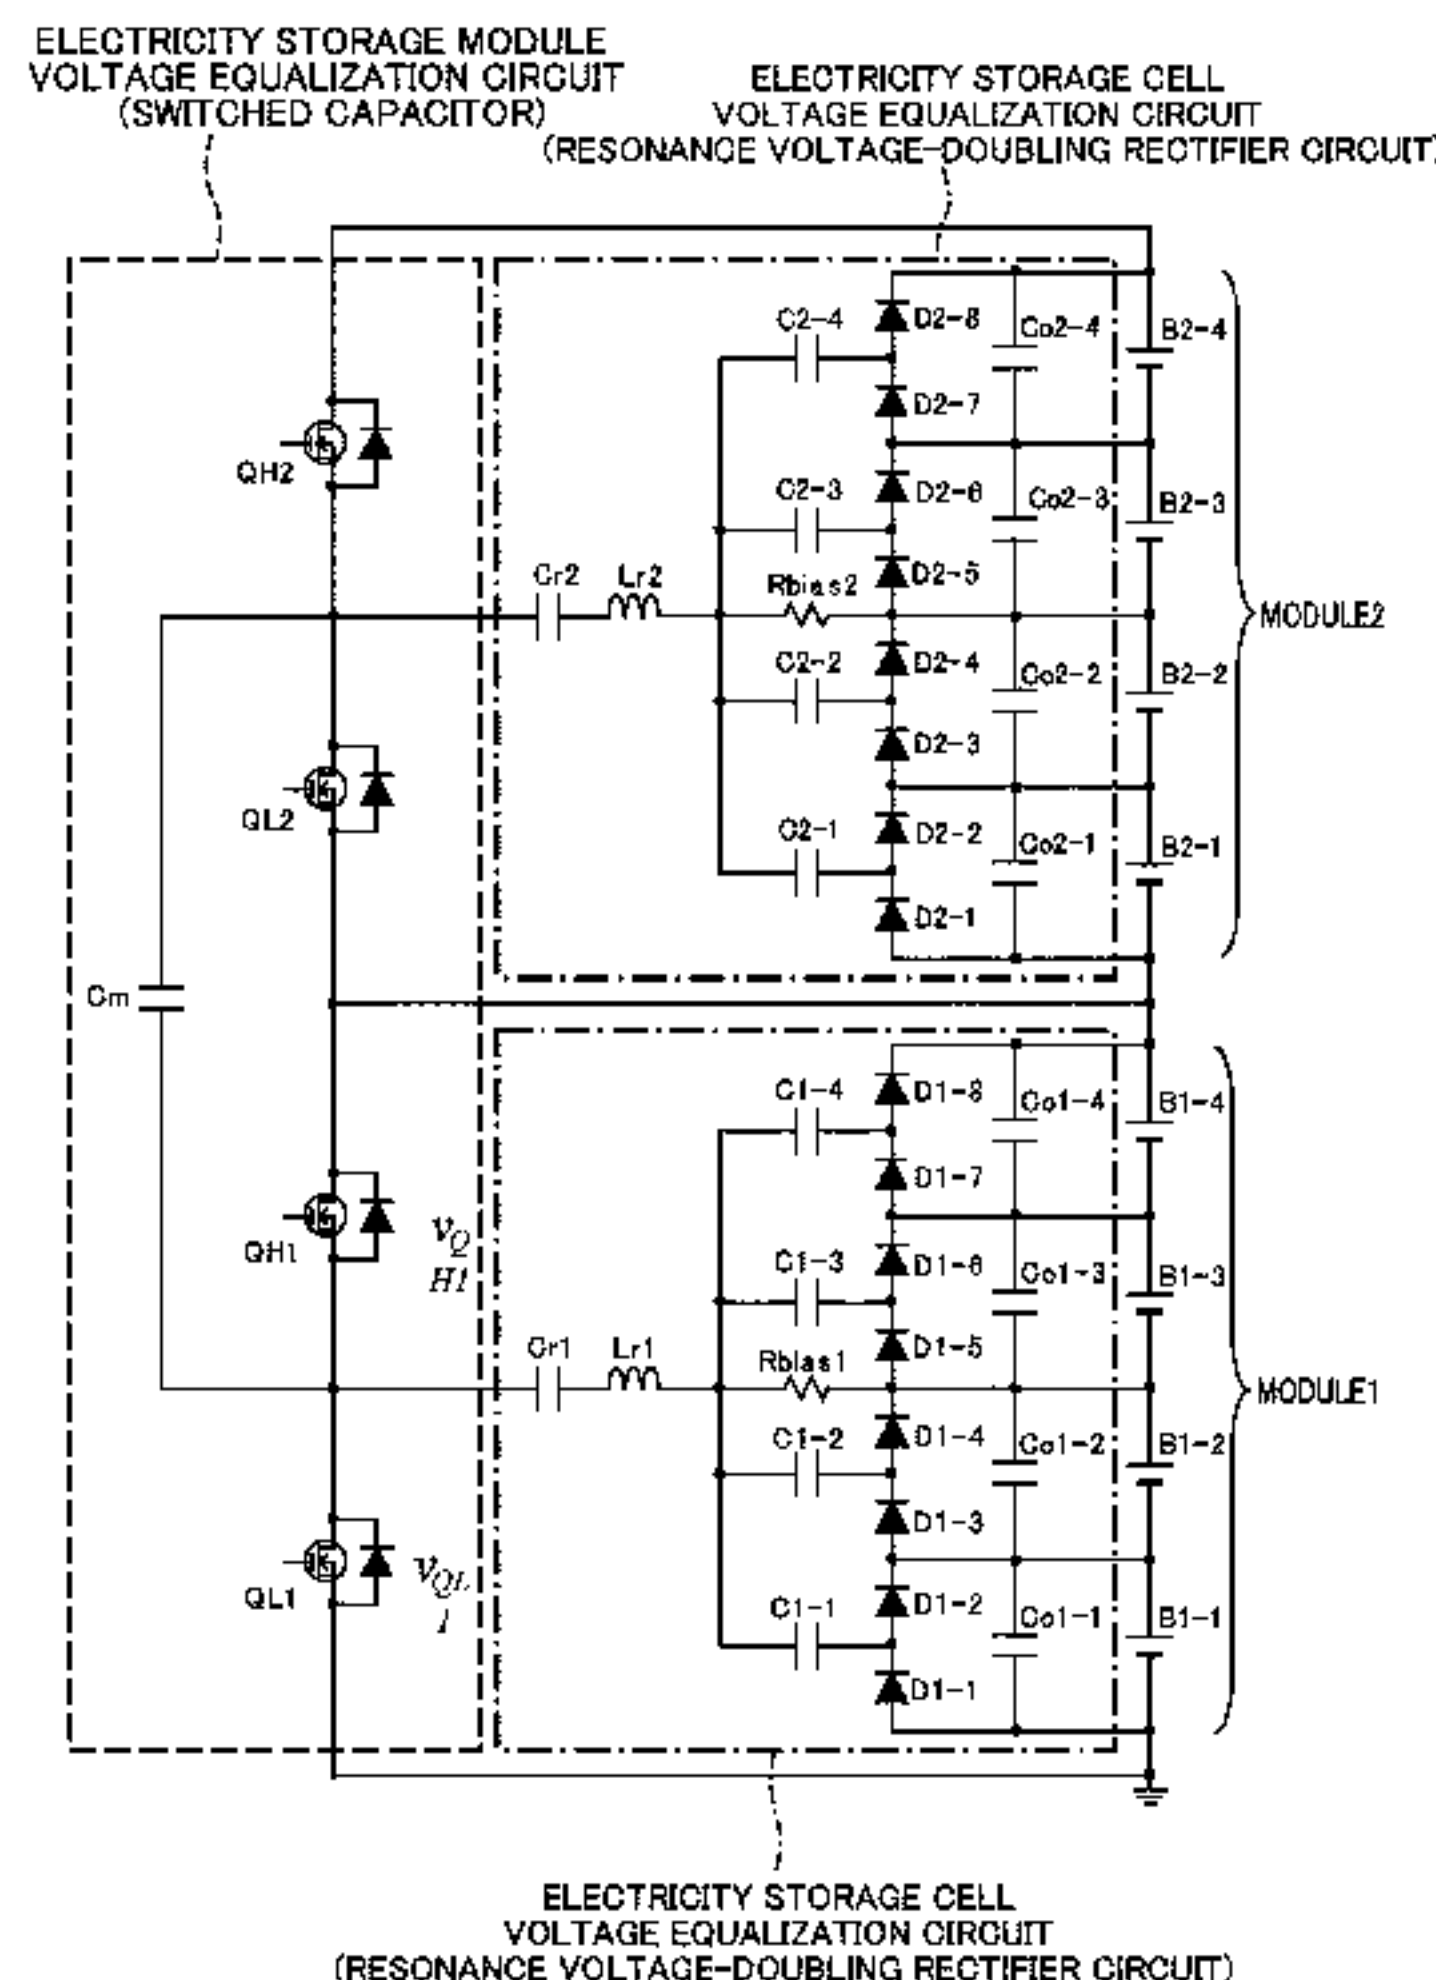 ELECTRICITY STORAGE MODULE
VOLTAGE EQUALIZATION CIRCUIT
(SWITCHED CAPACITOR)
ELECTRICITY STORAGE CELL
VOLTAGE EQUALIZATION CIRCUIT
(RESONANCE VOLTAGE-DOUBLING RECTIFIER CIRCUIT)
C2-4
D2-8
Co2-4
B2-4
D2-7
QH2
C2-3
D2-6
Co2-3
B2-3
Cr2
Lr2
Rbias2
D2-5
MODULE2
C2-2
D2-4
Co2-2
B2-2
D2-3
QL2
C2-1
D2-2
Co2-1
B2-1
D2-1
Cm
C1-4
D1-8
Co1-4
B1-4
D1-7
QH1
vQ
H1
C1-3
D1-6
Co1-3
B1-3
Cr1
Lr1
Rbias1
D1-5
MODULE1
C1-2
D1-4
Co1-2
B1-2
D1-3
QL1
vQL
1
C1-1
D1-2
Co1-1
B1-1
D1-1
ELECTRICITY STORAGE CELL
VOLTAGE EQUALIZATION CIRCUIT
(RESONANCE VOLTAGE-DOUBLING RECTIFIER CIRCUIT)